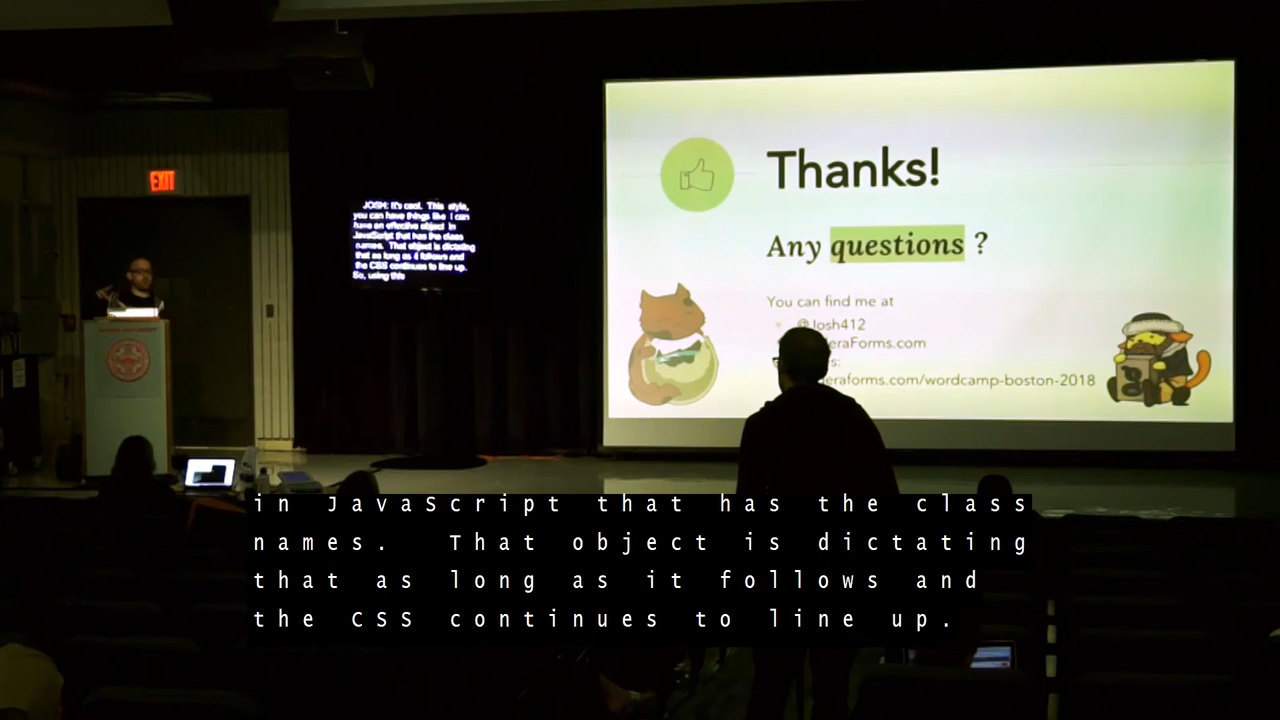 EXIT
JOSH: It's cool. This style,
you can have things like I can
have an effective object in
JavaScript that has the class
names. That object is dictating
that as long as it follows and
the CSS continues to line up.
So, using this
Thanks!
Any questions ?
You can find me at
@Josh412
eraForms.com
s:
eraforms.com/wordcamp-boston-2018
in JavaScript that has the class
names. That object is dictating
that as long as it follows and
the CSS continues to line up.